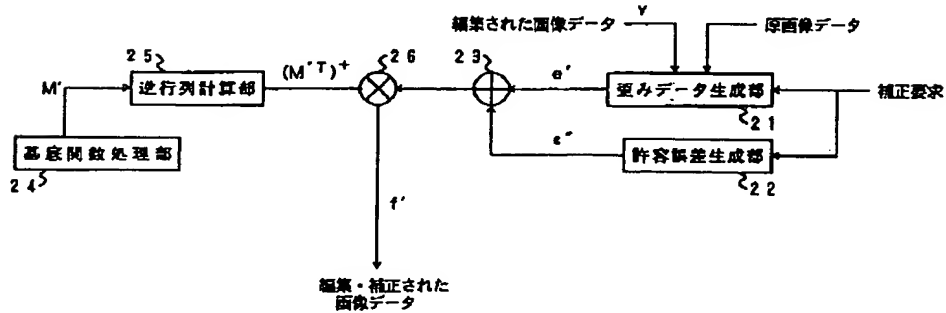 編集された画像データ
Y
原画像データ
25
26
23
M'
逆行列計算部
(M'T)+
e'
歪みデータ生成部
補正要求
21
基底関数処理部
ε"
許容誤差生成部
24
22
f'
編集・補正された
画像データ